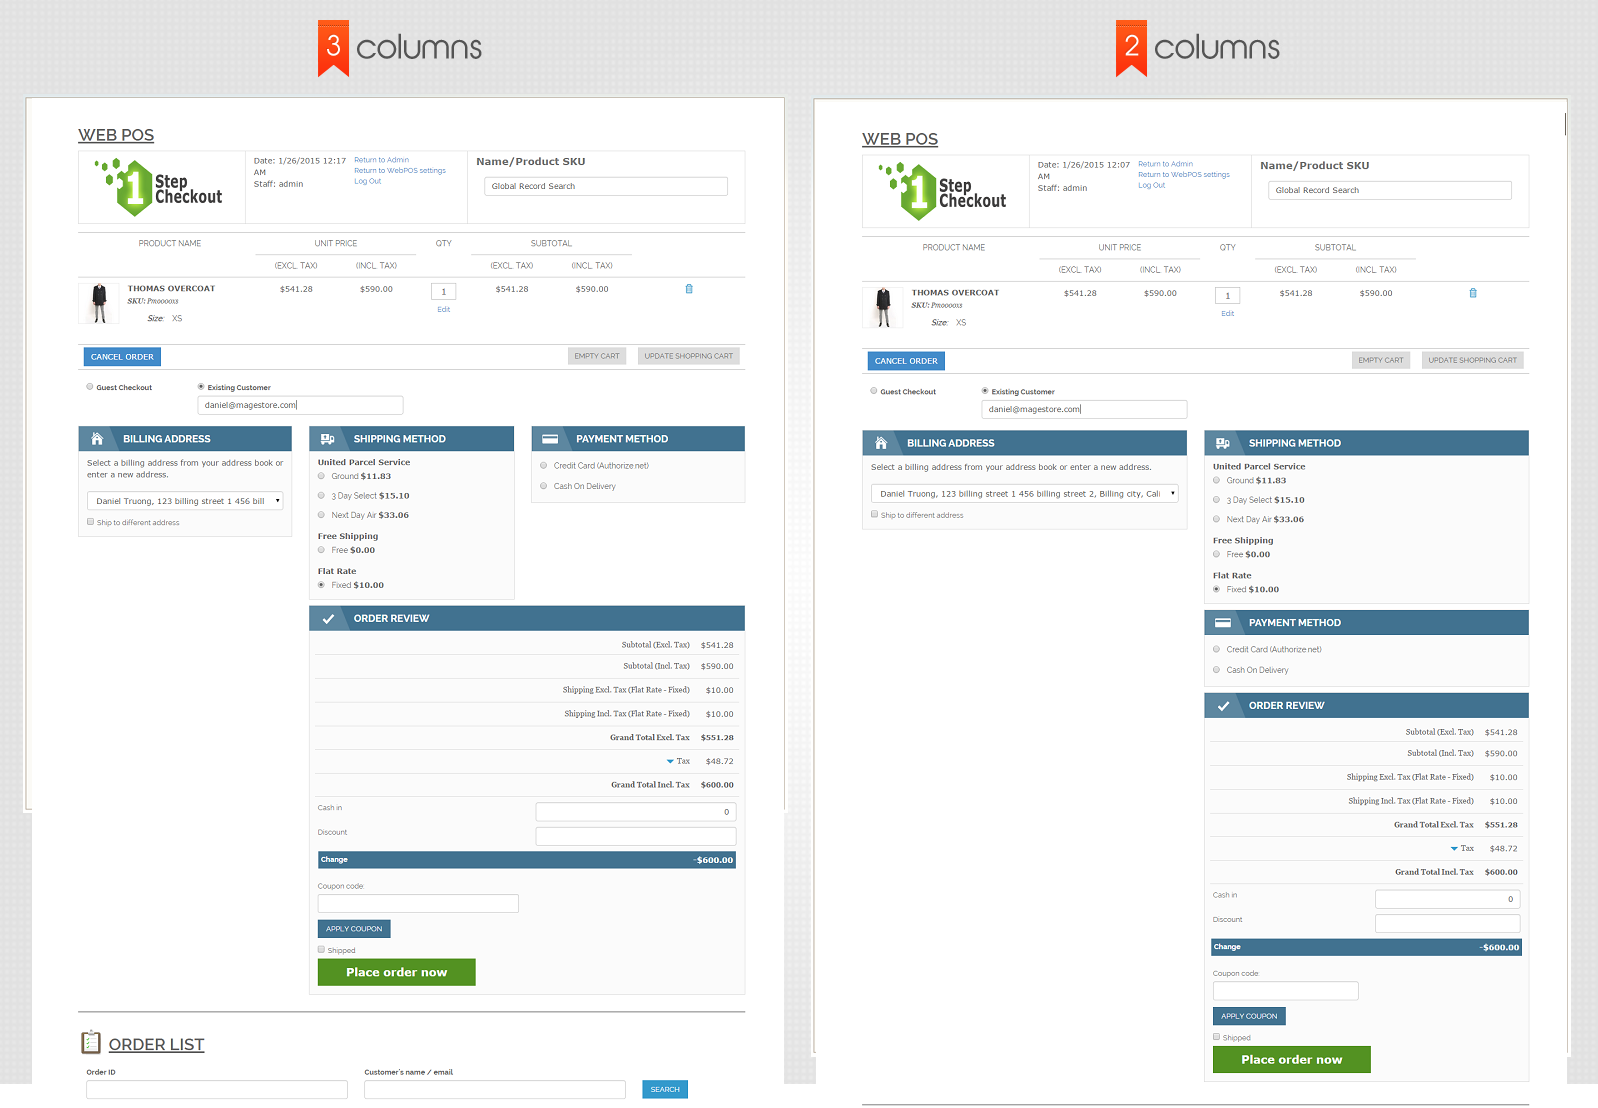 3 columns
WEB POS
1 Step
Checkout
Date: 1/26/2015 12:17
AM
Staff: admin
Return to Admin
Return to WebPOS settings
Log Out
Name/Product SKU
Global Record Search
PRODUCT NAME UNIT PRICE QTY SUBTOTAL
(EXCL. TAX) (INCL. TAX) (EXCL. TAX) (INCL. TAX)
THOMAS OVERCOAT $541.28 $590.00 1 $541.28 $590.00
SKU: Pmo000xs
Edit
Size: XS
CANCEL ORDER EMPTY CART UPDATE SHOPPING CART
Guest Checkout Existing Customer
daniel@magestore.com
BILLING ADDRESS
Select a billing address from your address book or
enter a new address.
Daniel Truong, 123 billing street 1 456 bill
Ship to different address
SHIPPING METHOD
United Parcel Service
Ground $11.83
3 Day Select $15.10
Next Day Air $33.06
Free Shipping
Free $0.00
Flat Rate
Fixed $10.00
PAYMENT METHOD
Credit Card (Authorize.net)
Cash On Delivery
ORDER REVIEW
Subtotal (Excl. Tax) $541.28
Subtotal (Incl. Tax) $590.00
Shipping Excl. Tax (Flat Rate - Fixed) $10.00
Shipping Incl. Tax (Flat Rate - Fixed) $10.00
Grand Total Excl. Tax $551.28
Tax $48.72
Grand Total Incl. Tax $600.00
Cash in 0
Discount
Change -$600.00
Coupon code:
APPLY COUPON
Shipped
Place order now
ORDER LIST
Order ID Customer's name / email
SEARCH
2 columns
WEB POS
1 Step
Checkout
Date: 1/26/2015 12:07
AM
Staff: admin
Return to Admin
Return to WebPOS settings
Log Out
Name/Product SKU
Global Record Search
PRODUCT NAME UNIT PRICE QTY SUBTOTAL
(EXCL. TAX) (INCL. TAX) (EXCL. TAX) (INCL. TAX)
THOMAS OVERCOAT $541.28 $590.00 1 $541.28 $590.00
SKU: Pmo000xs
Edit
Size: XS
CANCEL ORDER EMPTY CART UPDATE SHOPPING CART
Guest Checkout Existing Customer
daniel@magestore.com
BILLING ADDRESS
Select a billing address from your address book or enter a new address.
Daniel Truong, 123 billing street 1 456 billing street 2, Billing city, Cali
Ship to different address
SHIPPING METHOD
United Parcel Service
Ground $11.83
3 Day Select $15.10
Next Day Air $33.06
Free Shipping
Free $0.00
Flat Rate
Fixed $10.00
PAYMENT METHOD
Credit Card (Authorize.net)
Cash On Delivery
ORDER REVIEW
Subtotal (Excl. Tax) $541.28
Subtotal (Incl. Tax) $590.00
Shipping Excl. Tax (Flat Rate - Fixed) $10.00
Shipping Incl. Tax (Flat Rate - Fixed) $10.00
Grand Total Excl. Tax $551.28
Tax $48.72
Grand Total Incl. Tax $600.00
Cash in 0
Discount
Change -$600.00
Coupon code:
APPLY COUPON
Shipped
Place order now